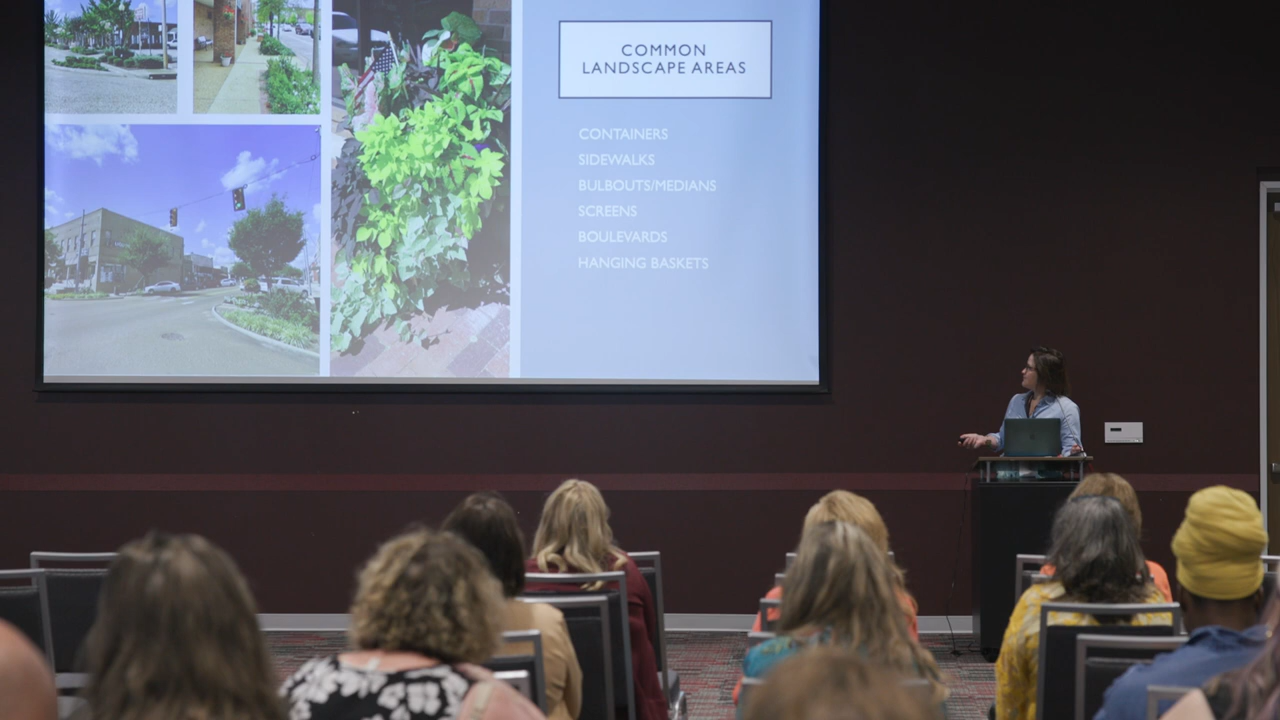 COMMON
LANDSCAPE AREAS
CONTAINERS
SIDEWALKS
BULBOUTS/MEDIANS
SCREENS
BOULEVARDS
HANGING BASKETS